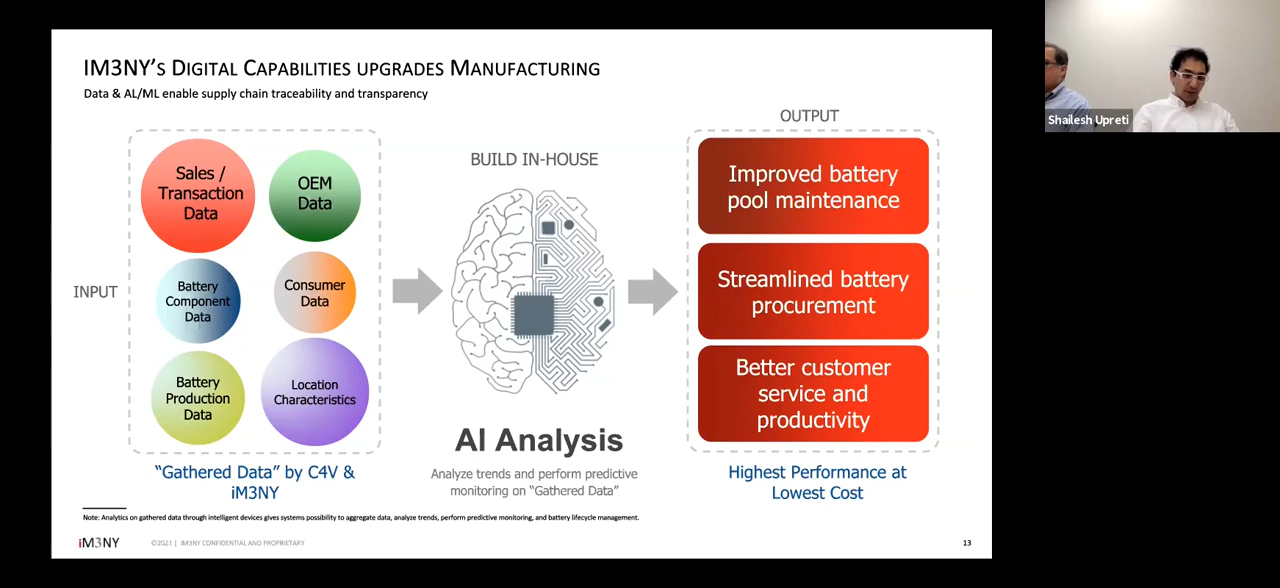 IM3NY'S DIGITAL CAPABILITIES UPGRADES MANUFACTURING
Data & AL/ML enable supply chain traceability and transparency
INPUT
Sales /
Transaction
Data
OEM
Data
Battery
Component
Data
Consumer
Data
Battery
Production
Data
Location
Characteristics
"Gathered Data" by C4V &
iM3NY
BUILD IN-HOUSE
AI Analysis
Analyze trends and perform predictive
monitoring on "Gathered Data"
OUTPUT
Improved battery
pool maintenance
Streamlined battery
procurement
Better customer
service and
productivity
Highest Performance at
Lowest Cost
Note: Analytics on gathered data through intelligent devices gives systems possibility to aggregate data, analyze trends, perform predictive monitoring, and battery lifecycle management.
iM3NY
©2021 | IM3NY CONFIDENTIAL AND PROPRIETARY
13
Shailesh Upreti